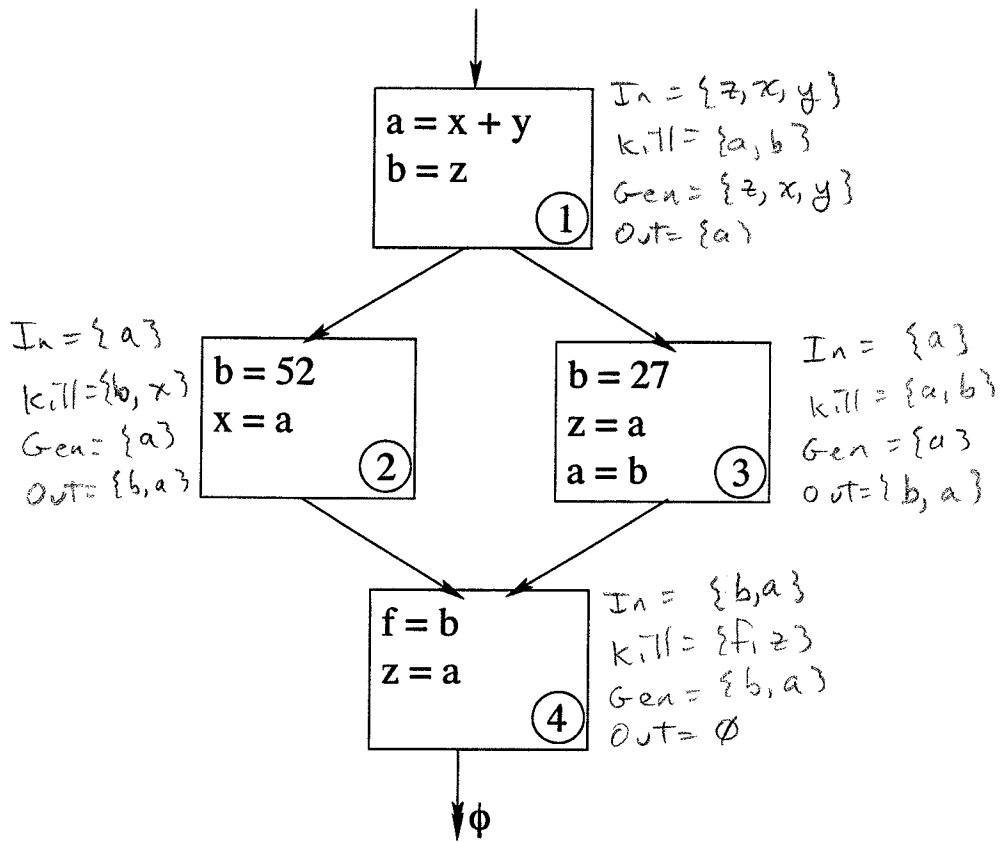 a = x + y
b = z
1
In = {z, x, y}
Kill = {a, b}
Gen = {z, x, y}
Out = {a}
In = {a}
Kill = {b, x}
Gen = {a}
Out = {b, a}
b = 52
x = a
2
b = 27
z = a
a = b
3
In = {a}
Kill = {a, b}
Gen = {a}
Out = {b, a}
f = b
z = a
4
In = {b, a}
Kill = {f, z}
Gen = {b, a}
Out = Ø
ϕ